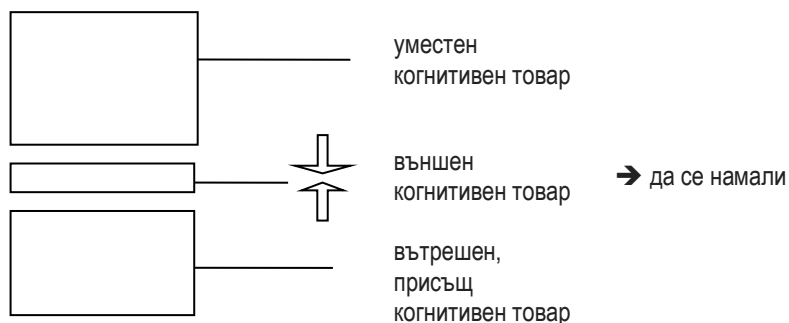 уместен
когнитивен товар
външен
когнитивен товар
➔ да се намали
вътрешен,
присъщ
когнитивен товар